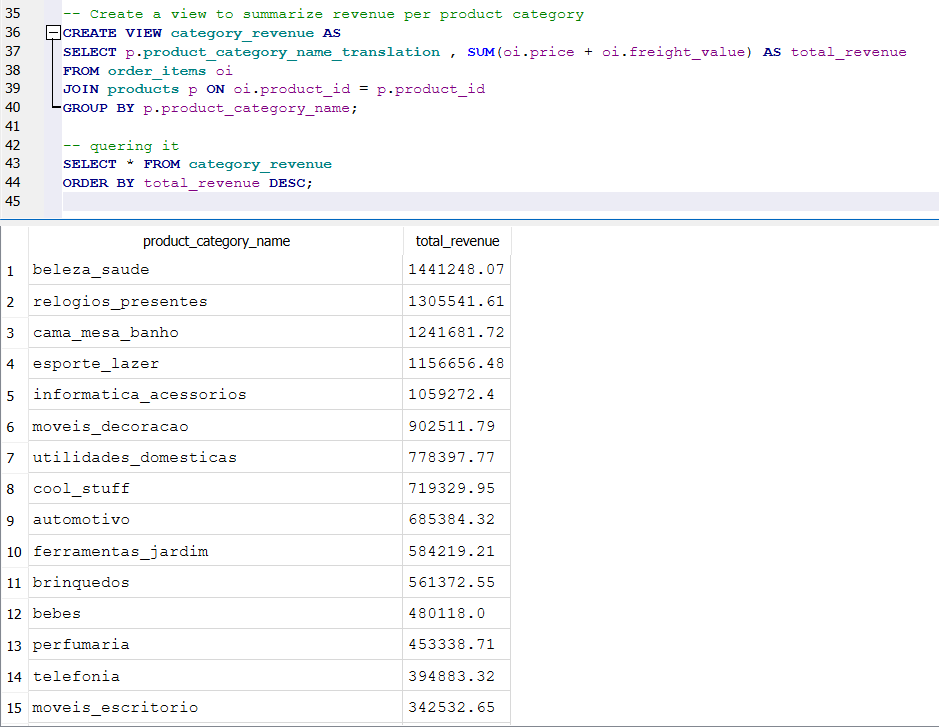 35 -- Create a view to summarize revenue per product category
36 CREATE VIEW category_revenue AS
37 SELECT p.product_category_name_translation , SUM(oi.price + oi.freight_value) AS total_revenue
38 FROM order_items oi
39 JOIN products p ON oi.product_id = p.product_id
40 GROUP BY p.product_category_name;
41
42 -- quering it
43 SELECT * FROM category_revenue
44 ORDER BY total_revenue DESC;
45
product_category_name total_revenue
1 beleza_saude 1441248.07
2 relogios_presentes 1305541.61
3 cama_mesa_banho 1241681.72
4 esporte_lazer 1156656.48
5 informatica_acessorios 1059272.4
6 moveis_decoracao 902511.79
7 utilidades_domesticas 778397.77
8 cool_stuff 719329.95
9 automotivo 685384.32
10 ferramentas_jardim 584219.21
11 brinquedos 561372.55
12 bebes 480118.0
13 perfumaria 453338.71
14 telefonia 394883.32
15 moveis_escritorio 342532.65